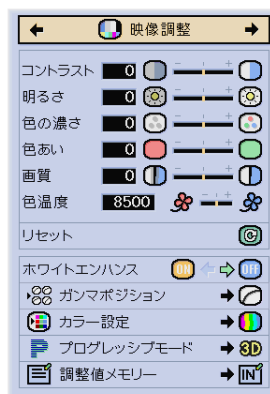 映像調整
コントラスト 0 - +
明るさ 0 - +
色の濃さ 0 - +
色あい 0 - +
画質 0 - +
色温度 8500 - +
リセット
ホワイトエンハンス ON OFF
ガンマポジション
カラー設定
P プログレッシブモード 3D
調整値メモリー IN